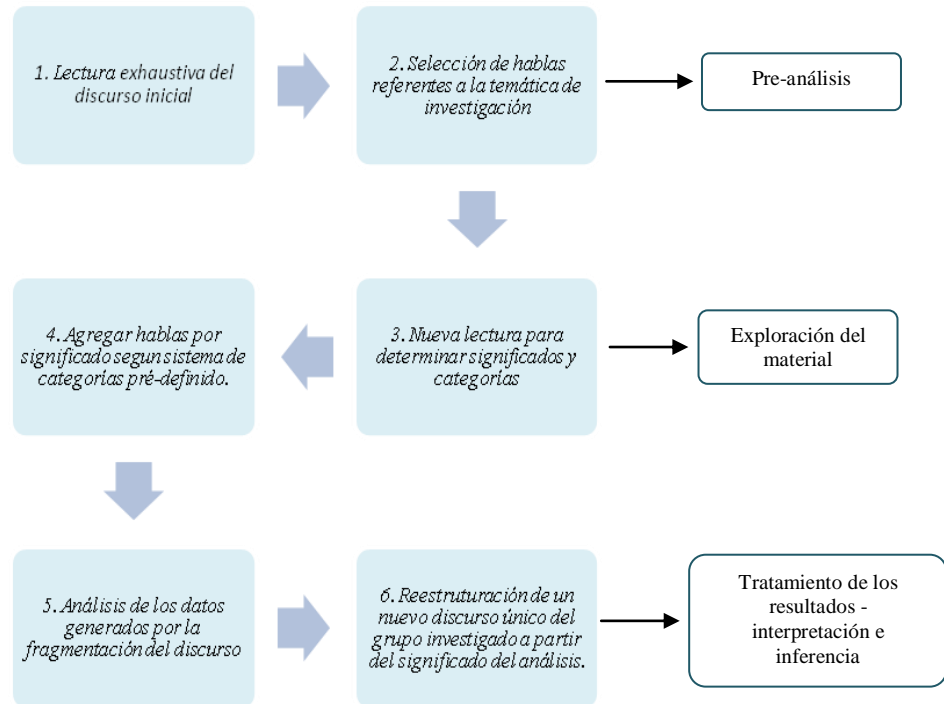 1. Lectura exhaustiva del
discurso inicial
2. Selección de hablas
referentes a la temática de
investigación
Pre-análisis
4. Agregar hablas por
significado segun sistema de
categorías pré-definido.
3. Nueva lectura para
determinar significados y
categorías
Exploración del
material
5. Análisis de los datos
generados por la
fragmentación del discurso
6. Reestruturación de un
nuevo discurso único del
grupo investigado a partir
del significado del análisis.
Tratamiento de los
resultados -
interpretación e
inferencia